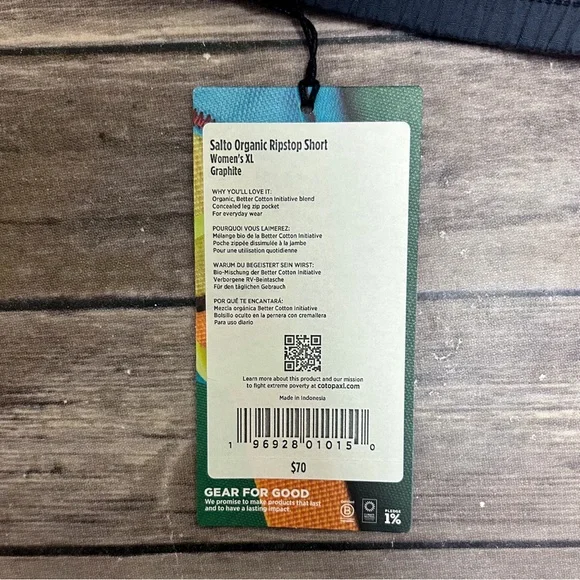 Salto Organic Ripstop Short
Women's XL
Graphite
WHY YOU'LL LOVE IT:
Organic, Better Cotton Initiative blend
Concealed leg zip pocket
For everyday wear
POURQUOI VOUS L'AIMEREZ:
Mélange bio de la Better Cotton Initiative
Poche zippée dissimulée à la jambe
Pour une utilisation quotidienne
WARUM DU BEGEISTERT SEIN WIRST:
Bio-Mischung der Better Cotton Initiative
Verborgene RV-Beintasche
Für den täglichen Gebrauch
POR QUÉ TE ENCANTARÁ:
Mezcla orgánica Better Cotton Initiative
Bolsillo oculto en la pernera con cremallera
Para uso diario
Learn more about this product and our mission
to fight extreme poverty at cotopaxi.com
Made in Indonesia
1 96928 01015 0
$70
GEAR FOR GOOD
We promise to make products that last
and to have a lasting impact.
B
PLEDGE
1%